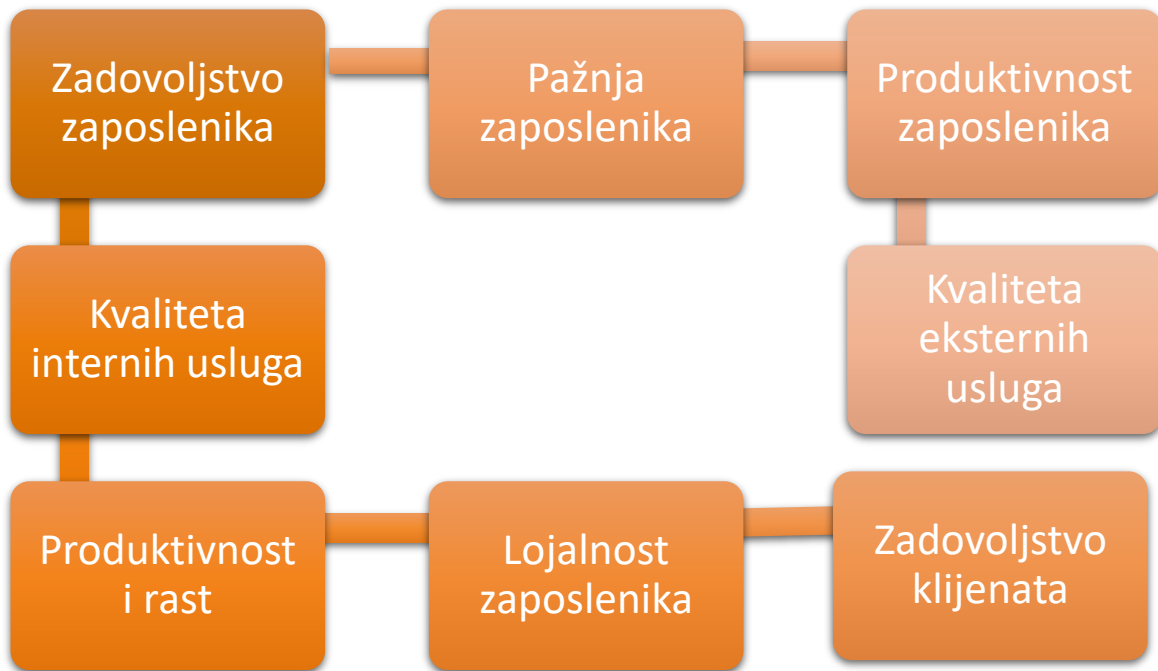 Zadovoljstvo
zaposlenika
Pažnja
zaposlenika
Produktivnost
zaposlenika
Kvaliteta
internih usluga
Kvaliteta
eksternih
usluga
Produktivnost
i rast
Lojalnost
zaposlenika
Zadovoljstvo
klijenata